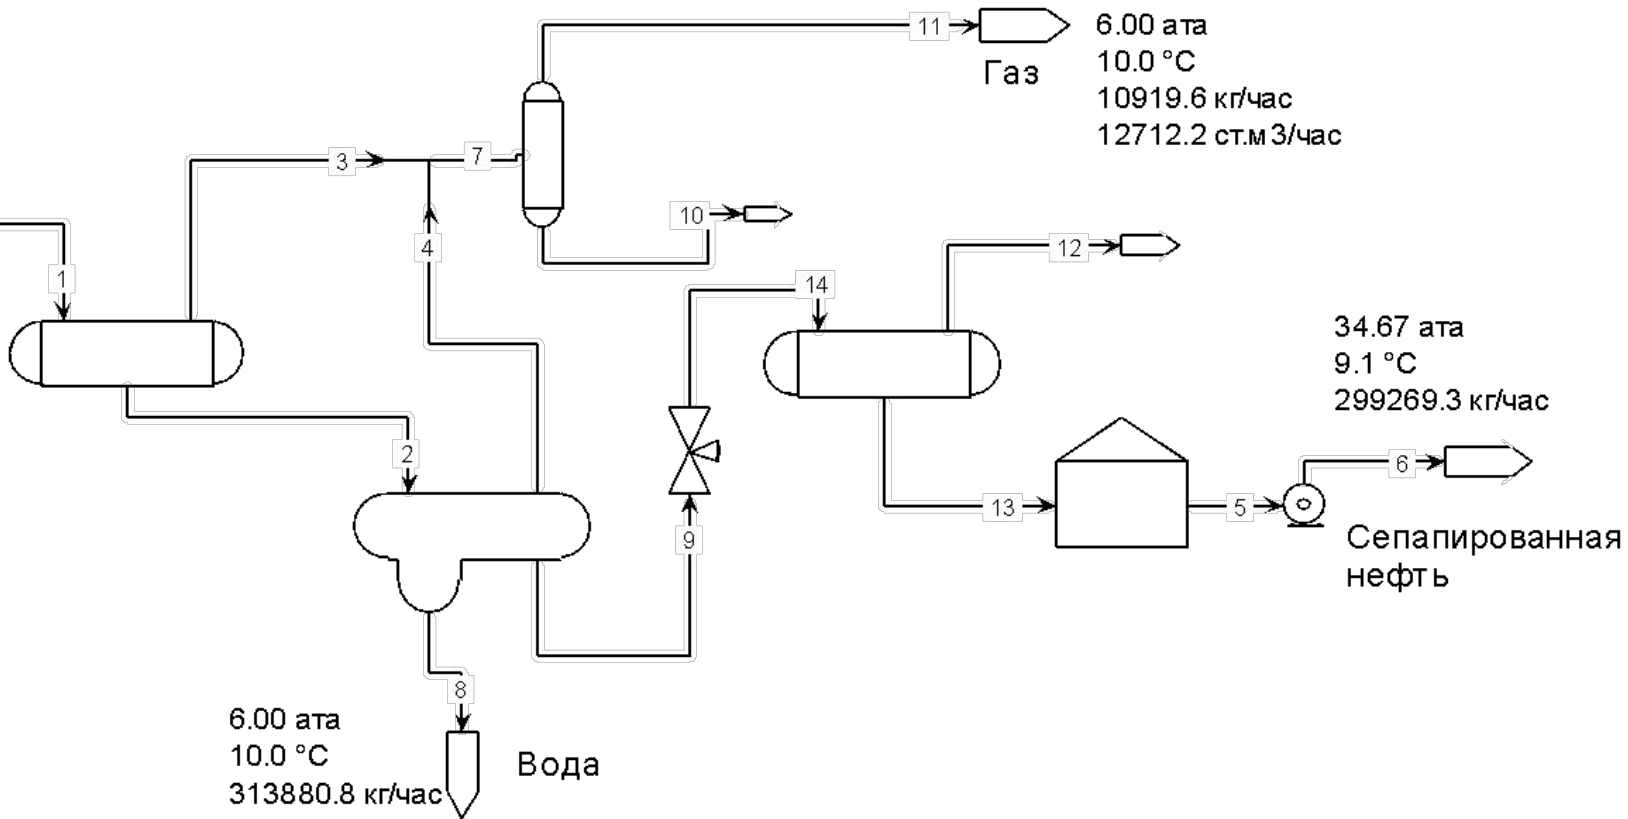 11
6.00 ата
10.0 °C
10919.6 кг/час
12712.2 ст.м3/час
Газ
3
7
10
4
12
1
14
34.67 ата
9.1 °C
299269.3 кг/час
2
6
13
5
9
Сепапированная
нефть
8
6.00 ата
10.0 °C
313880.8 кг/час
Вода